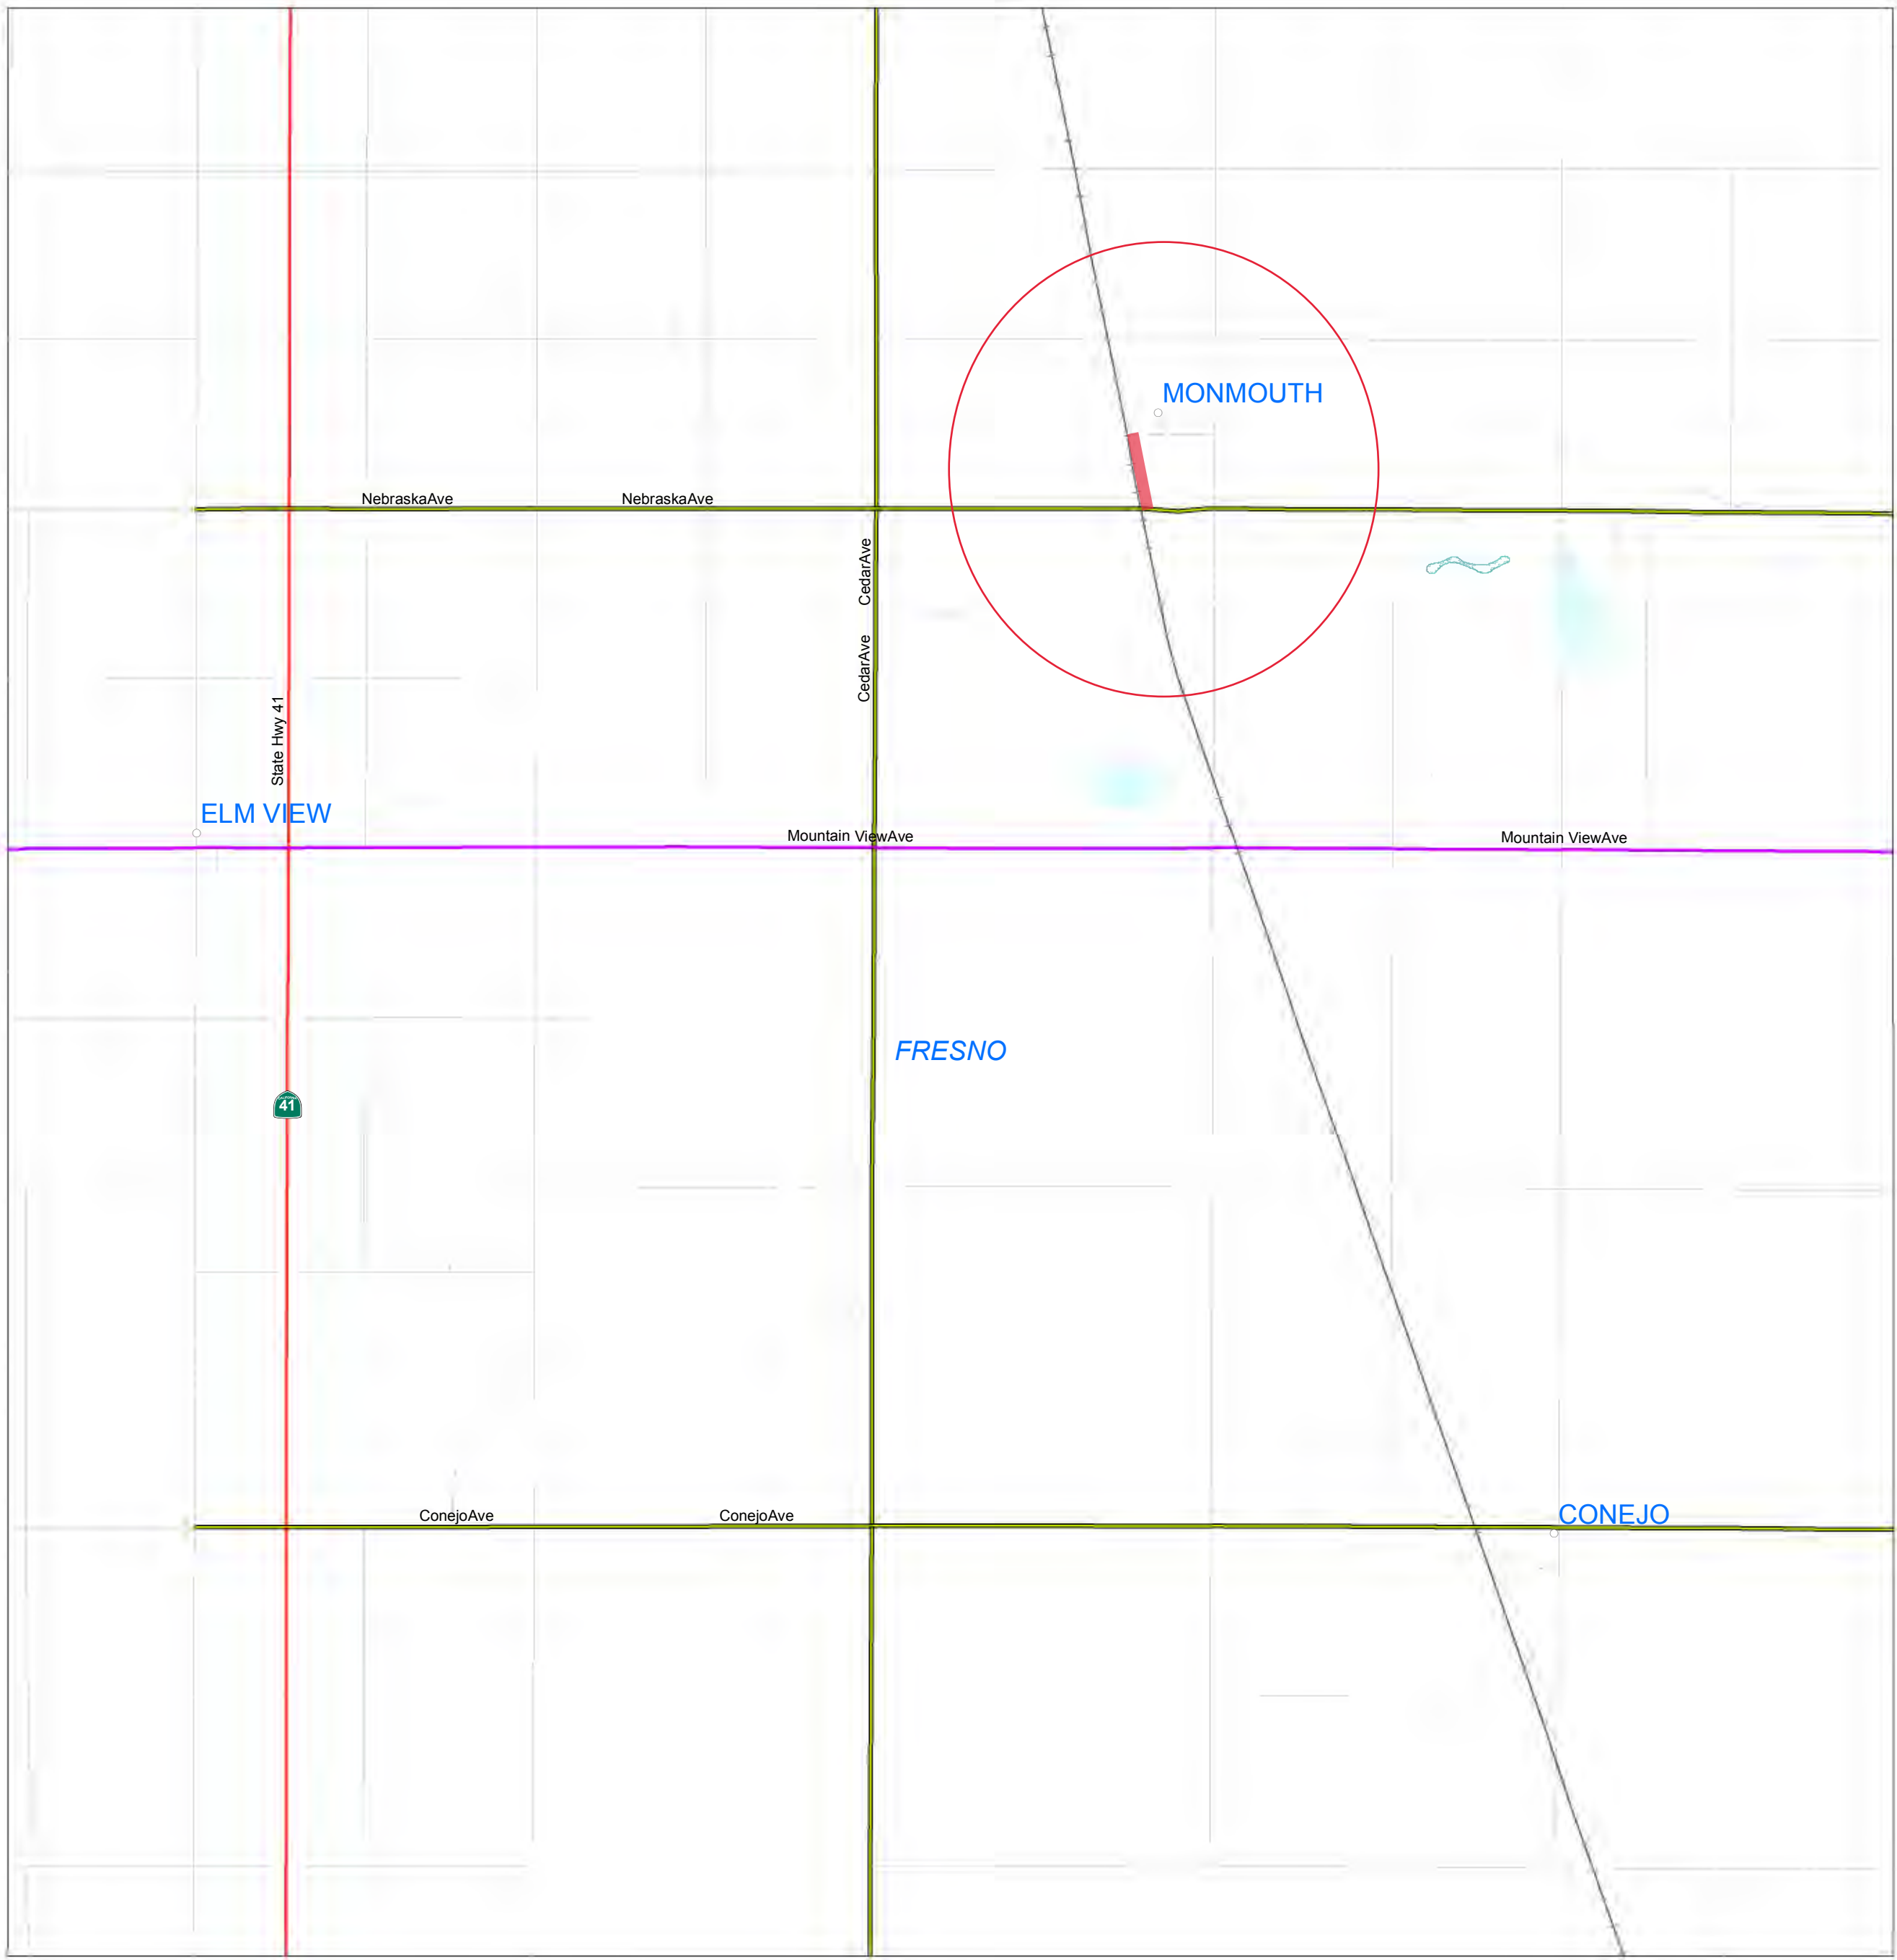 MONMOUTH
NebraskaAve
NebraskaAve
CedarAve
CedarAve
State Hwy 41
ELM VIEW
Mountain ViewAve
Mountain ViewAve
FRESNO
41
ConejoAve
ConejoAve
CONEJO